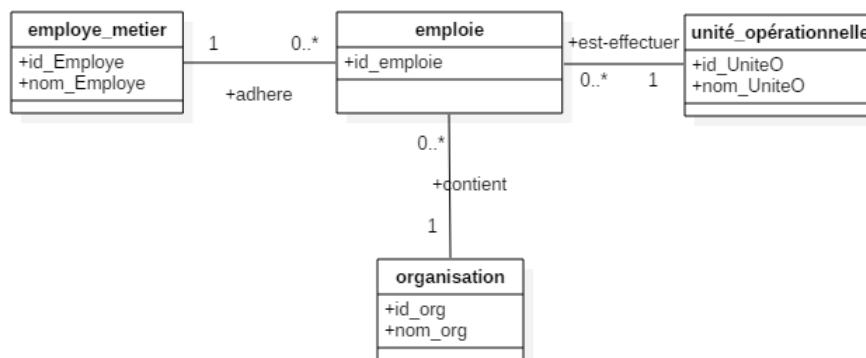 employe_metier
+id_Employe
+nom_Employe
1
0..*
+adhere
emploie
+id_emploie
+est-effectuer
0..*
1
unité_opérationnelle
+id_UniteO
+nom_UniteO
0..*
+contient
1
organisation
+id_org
+nom_org